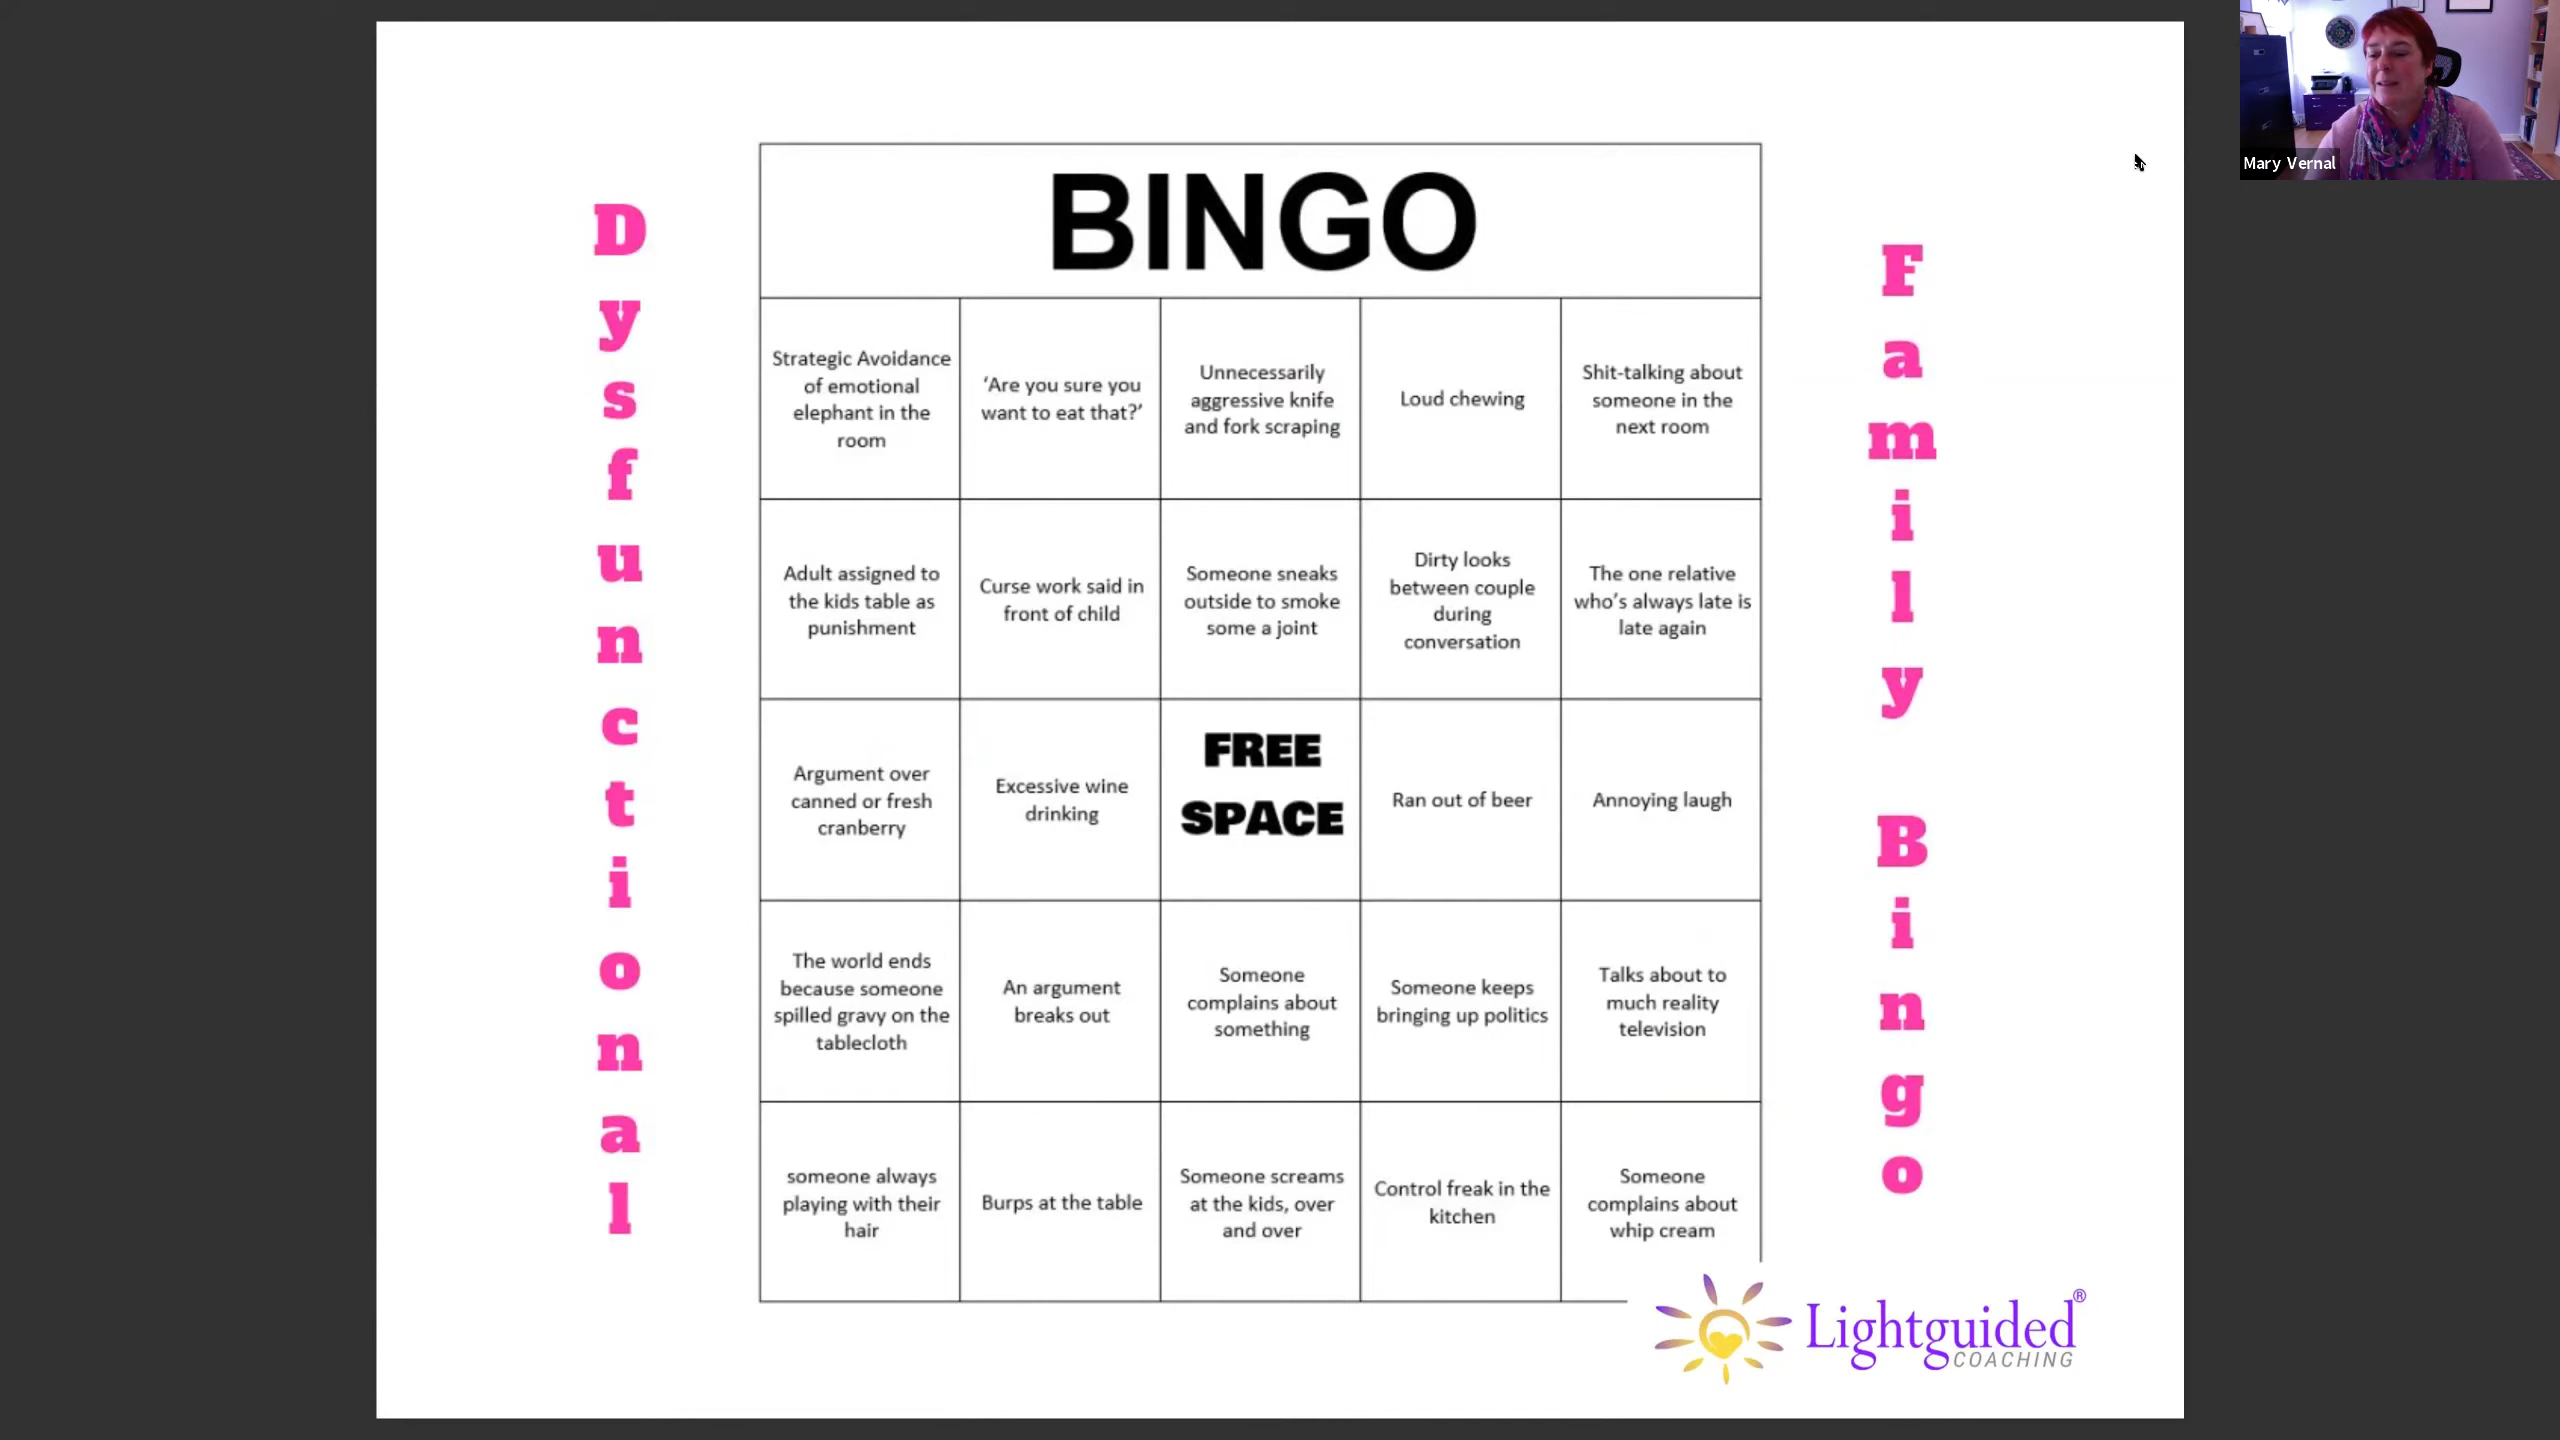 Mary Vernal
Dysfunctional
BINGO
Strategic Avoidance
of emotional
elephant in the
room
‘Are you sure you
want to eat that?’
Unnecessarily
aggressive knife
and fork scraping
Loud chewing
Shit-talking about
someone in the
next room
Adult assigned to
the kids table as
punishment
Curse work said in
front of child
Someone sneaks
outside to smoke
some a joint
Dirty looks
between couple
during
conversation
The one relative
who’s always late is
late again
Argument over
canned or fresh
cranberry
Excessive wine
drinking
FREE
SPACE
Ran out of beer
Annoying laugh
The world ends
because someone
spilled gravy on the
tablecloth
An argument
breaks out
Someone
complains about
something
Someone keeps
bringing up politics
Talks about to
much reality
television
someone always
playing with their
hair
Burps at the table
Someone screams
at the kids, over
and over
Control freak in the
kitchen
Someone
complains about
whip cream
Family Bingo
Lightguided®
COACHING